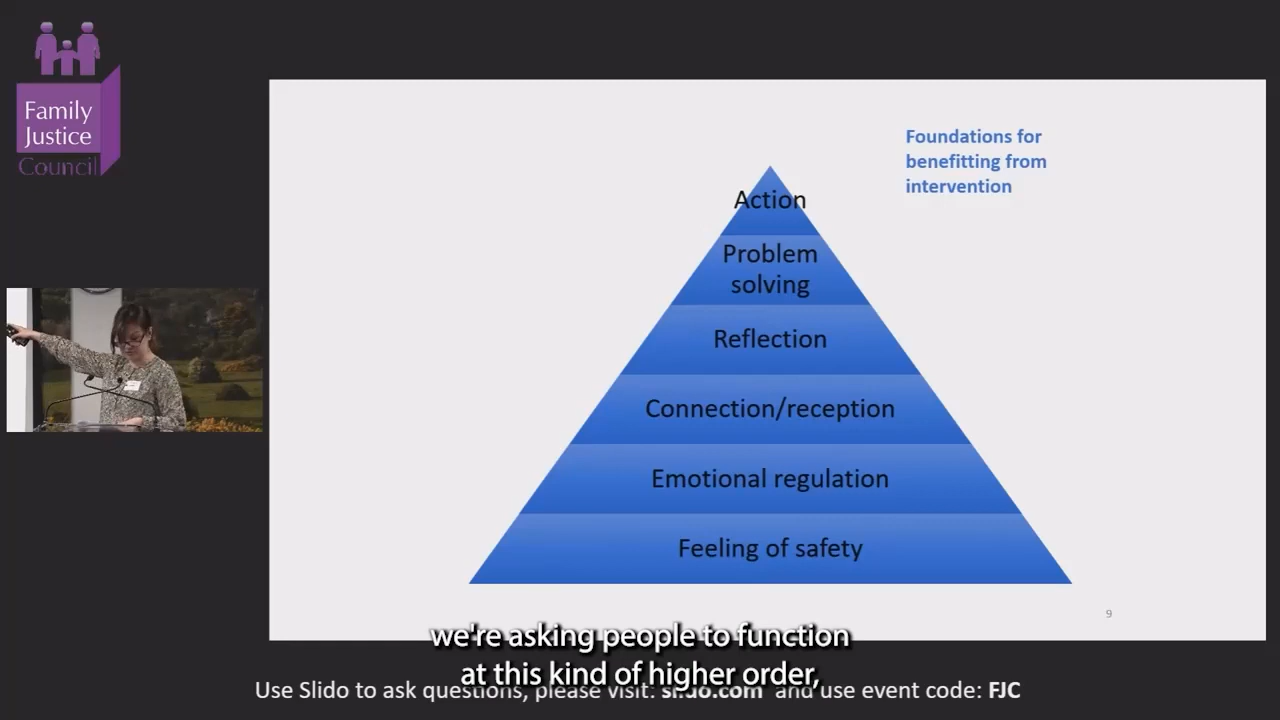 Family
Justice
Council
Foundations for
benefitting from
intervention
Action
Problem
solving
Reflection
Connection/reception
Emotional regulation
Feeling of safety
9
we're asking people to function
at this kind of higher order,
Use Slido to ask questions, please visit: slido.com and use event code: FJC